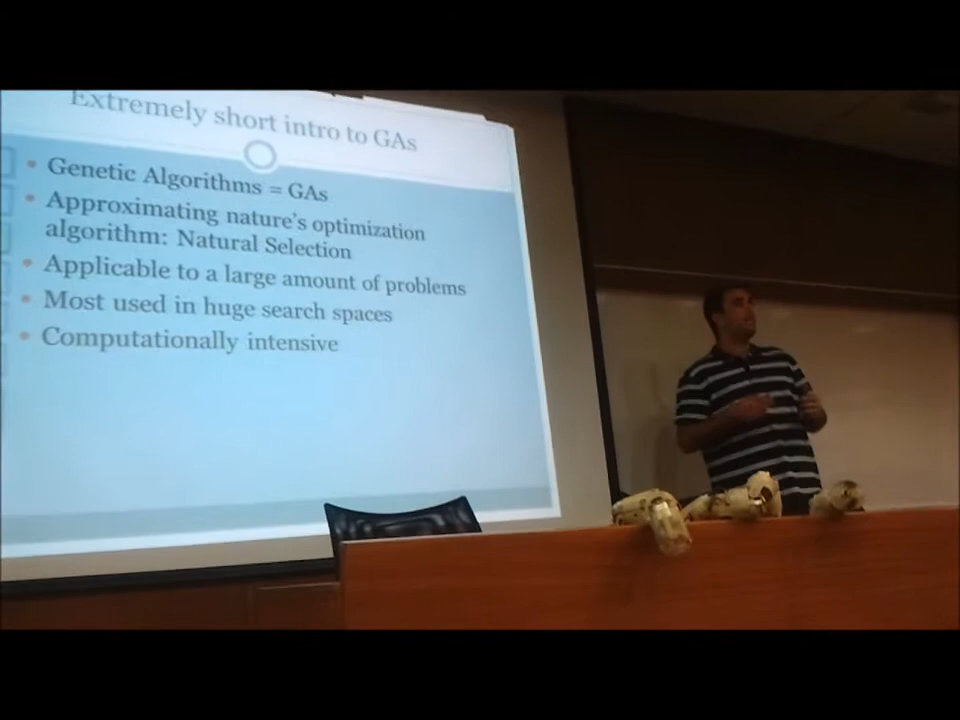 Extremely short intro to GAs
Genetic Algorithms = GAs
Approximating nature's optimization
algorithm: Natural Selection
Applicable to a large amount of problems
Most used in huge search spaces
Computationally intensive